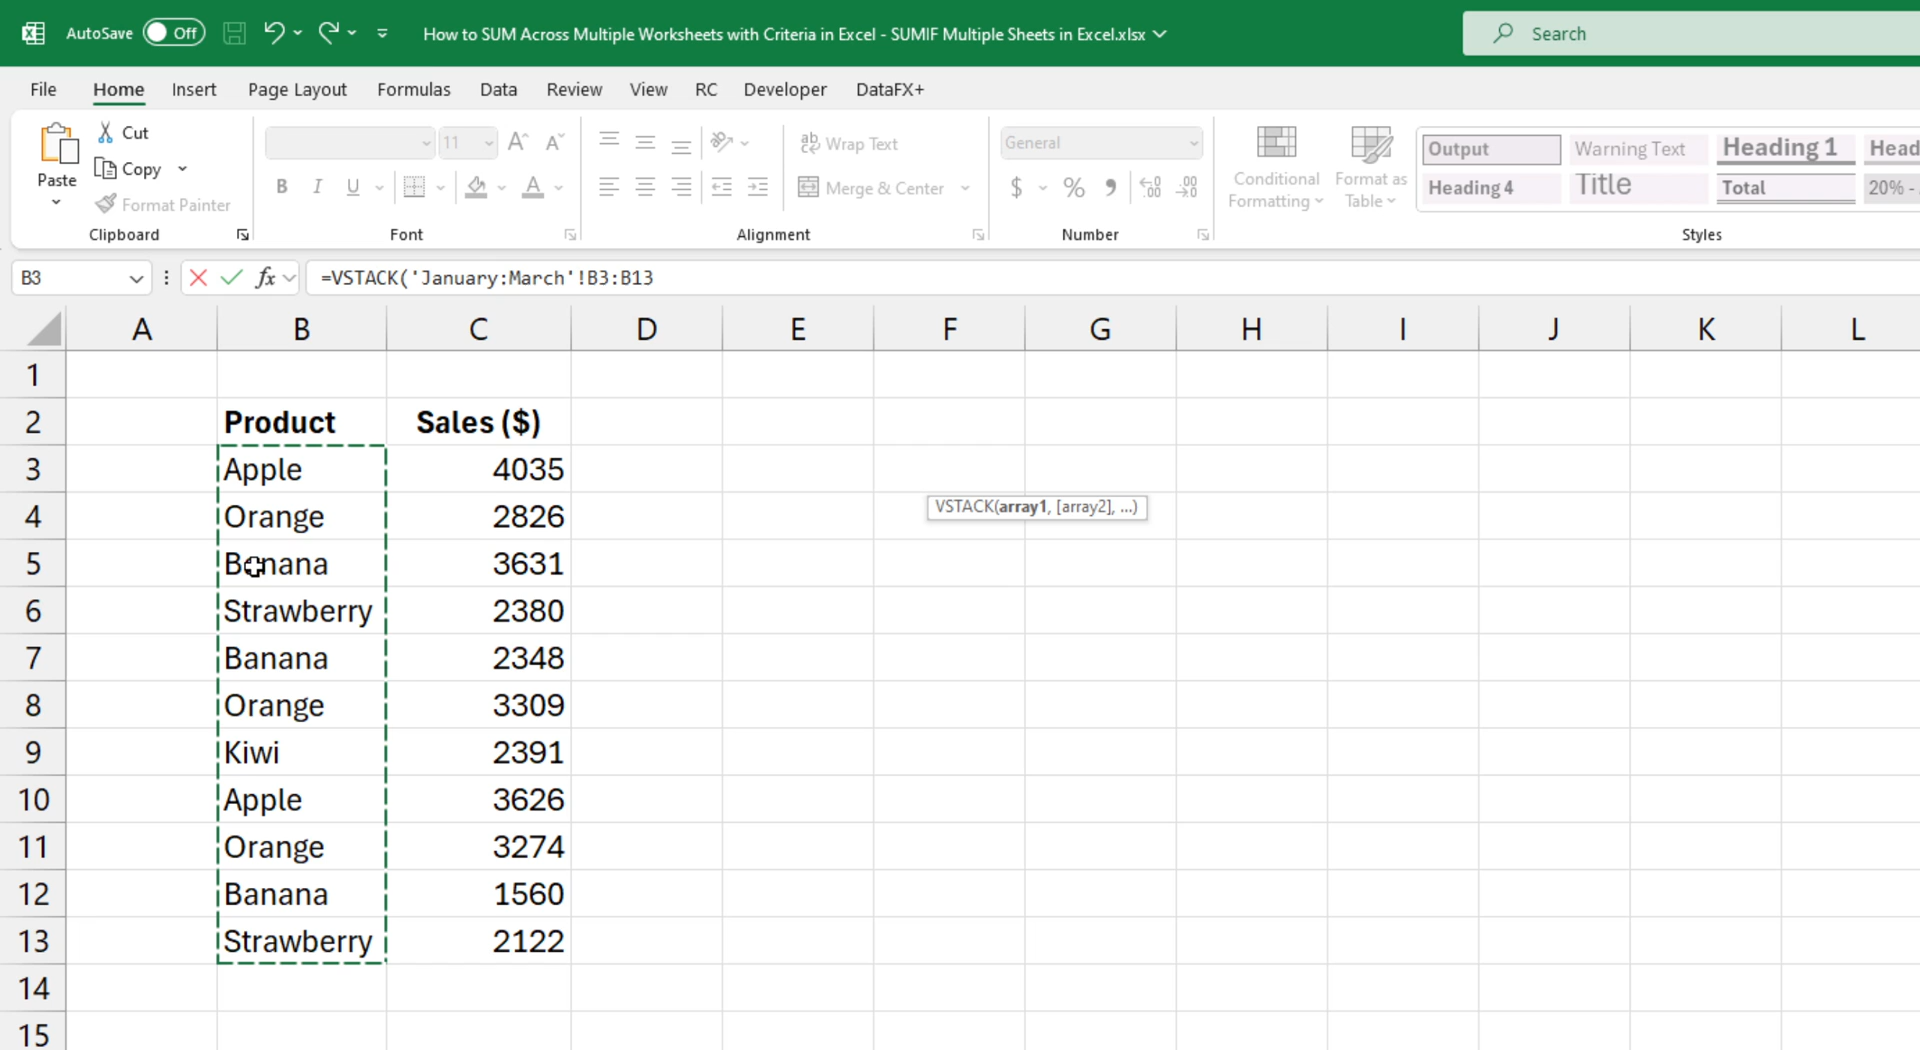 AutoSave Off How to SUM Across Multiple Worksheets with Criteria in Excel - SUMIF Multiple Sheets in Excel.xlsx Search
File Home Insert Page Layout Formulas Data Review View RC Developer DataFX+
Paste Cut Copy Format Painter
Clipboard
11
B I U A
Font
ab Wrap Text
Merge & Center
Alignment
General
$ % 9 .00
Number
Conditional Formatting
Format as Table
Output Warning Text Heading 1 Head
Heading 4 Title Total 20% -
Styles
B3 fx =VSTACK('January:March'!B3:B13
A B C D E F G H I J K L
1
2 Product Sales ($)
3 Apple 4035
4 Orange 2826 VSTACK(array1, [array2], ...)
5 Banana 3631
6 Strawberry 2380
7 Banana 2348
8 Orange 3309
9 Kiwi 2391
10 Apple 3626
11 Orange 3274
12 Banana 1560
13 Strawberry 2122
14
15